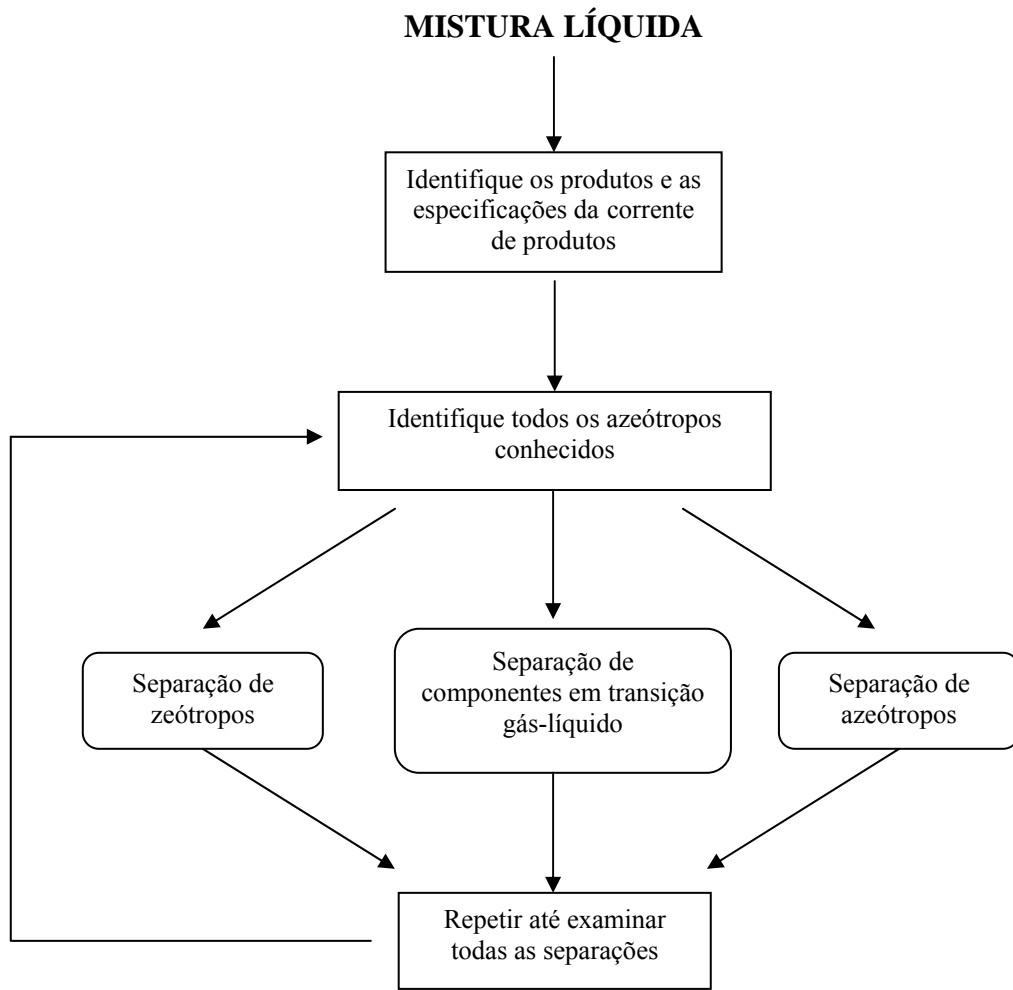 MISTURA LÍQUIDA
Identifique os produtos e as
especificações da corrente
de produtos
Identifique todos os azeótropos
conhecidos
Separação de
zeótropos
Separação de
componentes em transição
gás-líquido
Separação de
azeótropos
Repetir até examinar
todas as separações